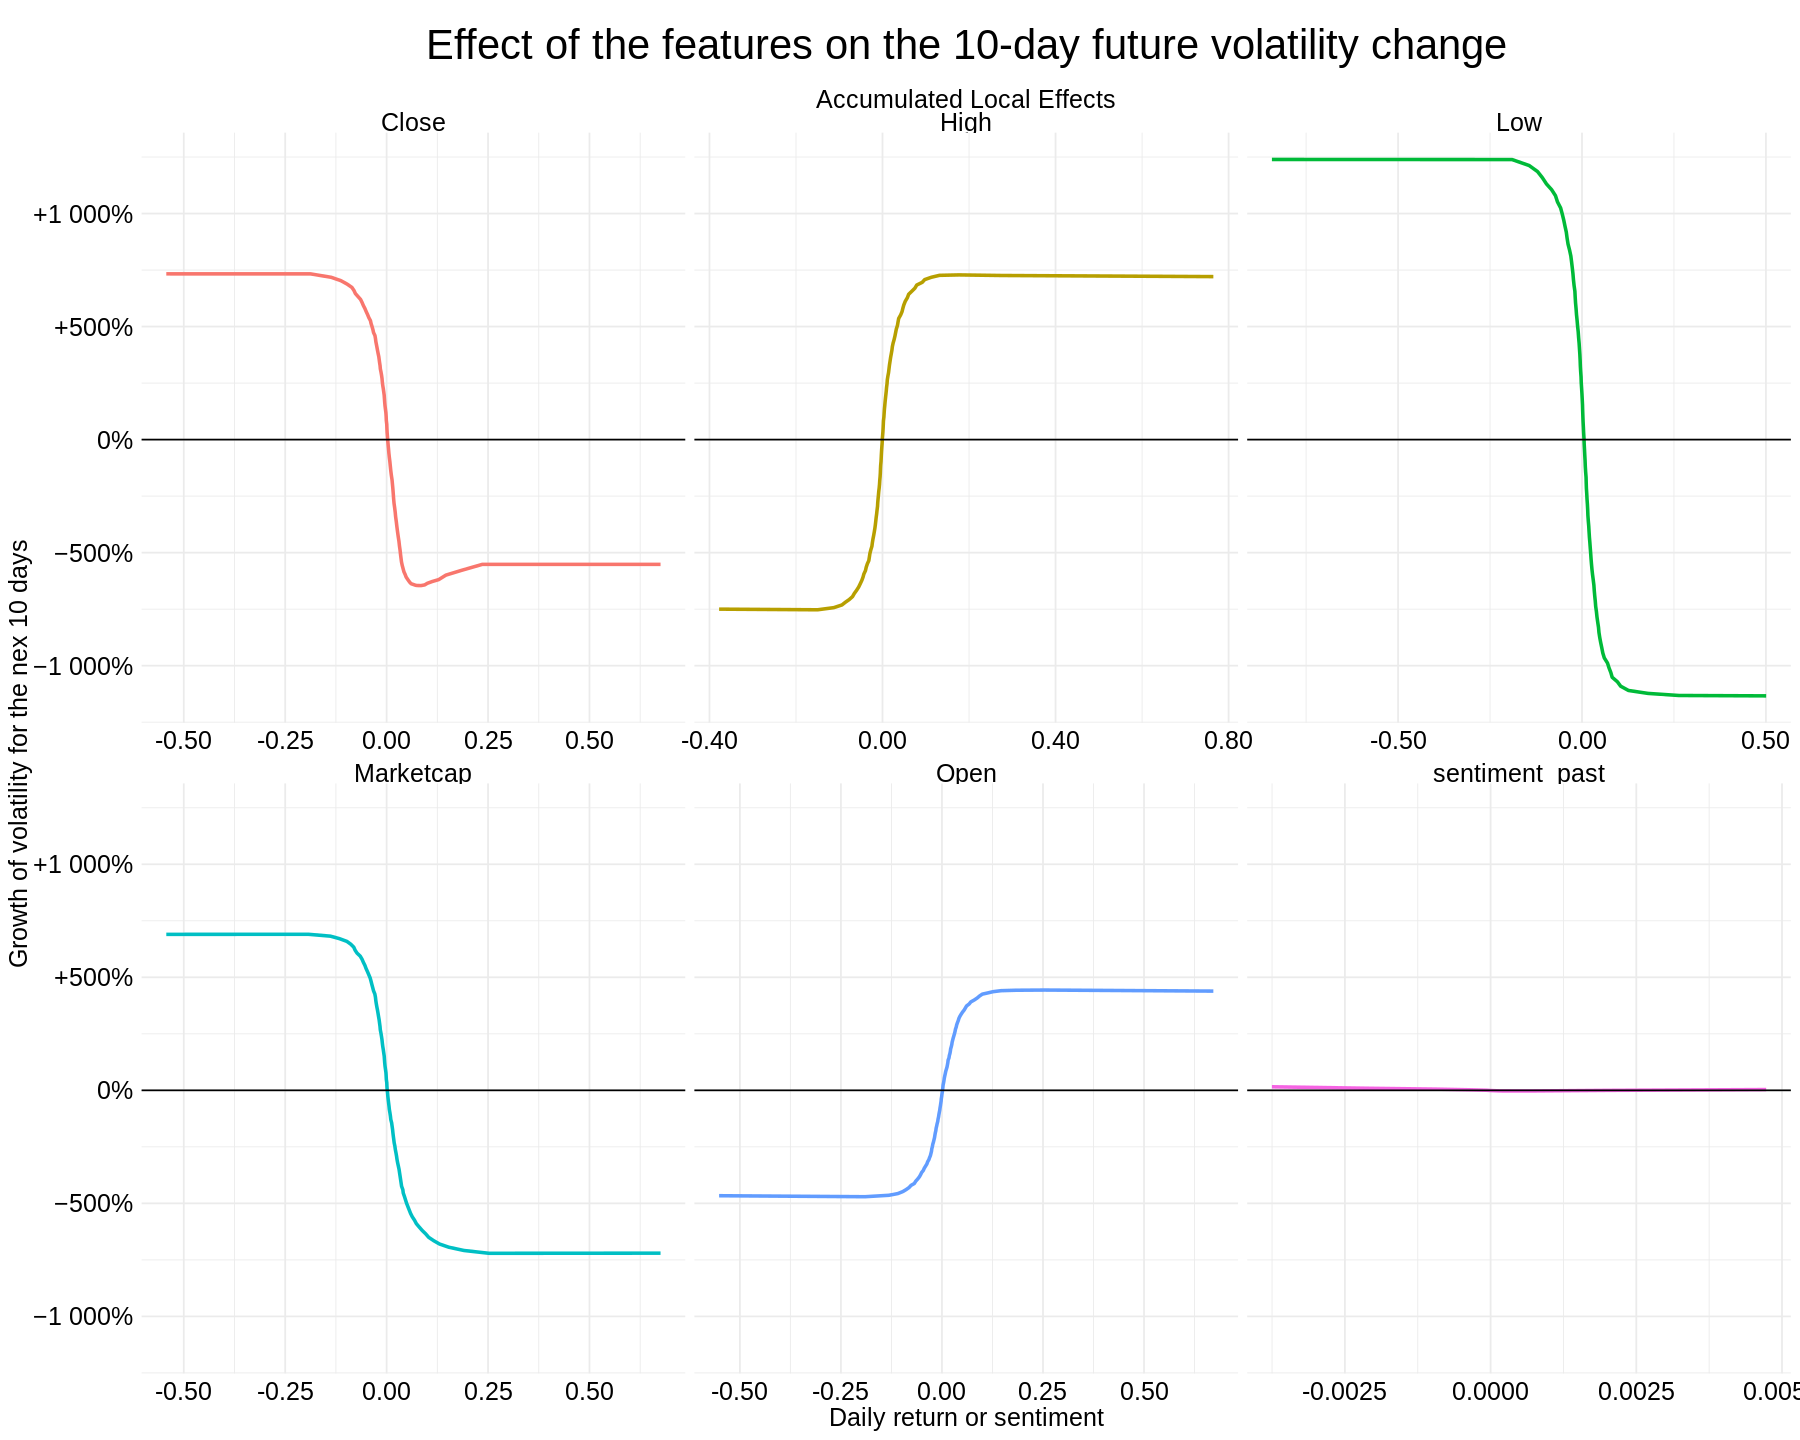 Effect of the features on the 10-day future volatility change
Accumulated Local Effects
Close
High
Low
+1 000%
+500%
0%
−500%
−1 000%
-0.50 -0.25 0.00 0.25 0.50
-0.40 0.00 0.40 0.80
-0.50 0.00 0.50
Marketcap
Open
sentiment_past
+1 000%
+500%
0%
−500%
−1 000%
-0.50 -0.25 0.00 0.25 0.50
-0.50 -0.25 0.00 0.25 0.50
-0.0025 0.0000 0.0025 0.005
Daily return or sentiment
Growth of volatility for the nex 10 days